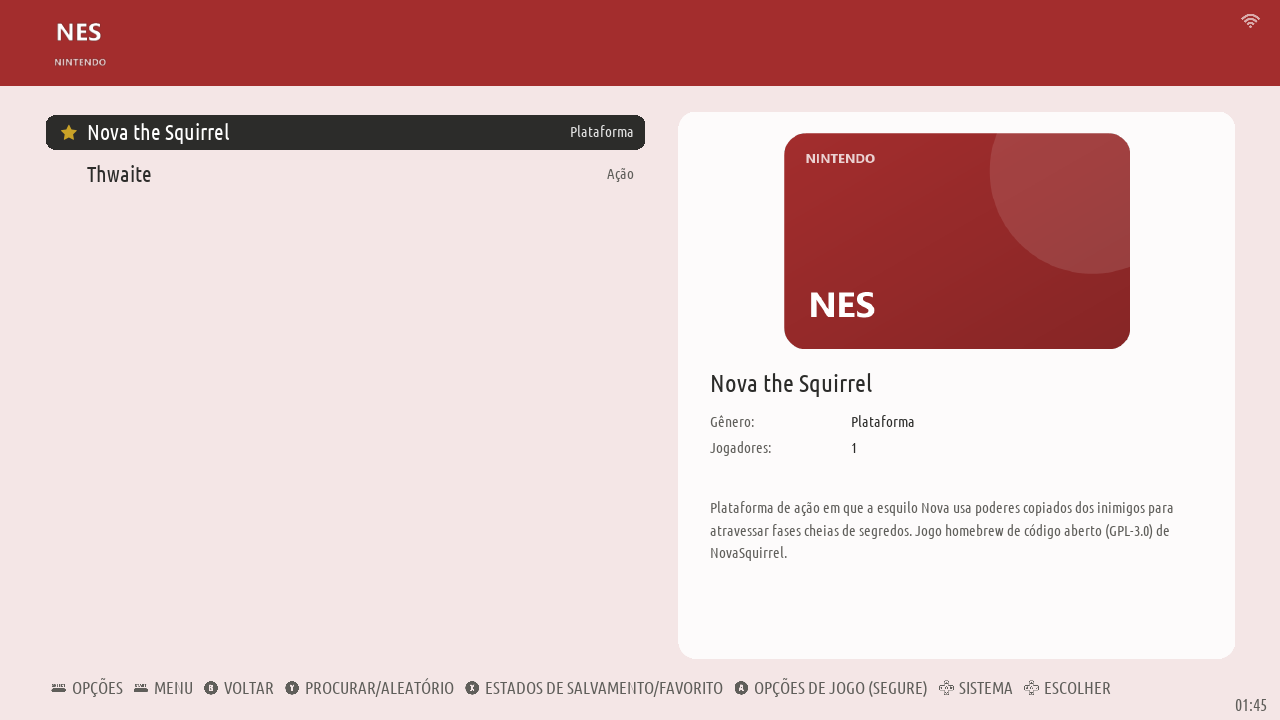 NES
NINTENDO
Nova the Squirrel
Plataforma
Thwaite
Ação
NINTENDO
NES
Nova the Squirrel
Gênero: Plataforma
Jogadores: 1
Plataforma de ação em que a esquilo Nova usa poderes copiados dos inimigos para
atravessar fases cheias de segredos. Jogo homebrew de código aberto (GPL-3.0) de
NovaSquirrel.
SELECT OPÇÕES START MENU B VOLTAR Y PROCURAR/ALEATÓRIO X ESTADOS DE SALVAMENTO/FAVORITO A OPÇÕES DE JOGO (SEGURE) SISTEMA ESCOLHER
01:45